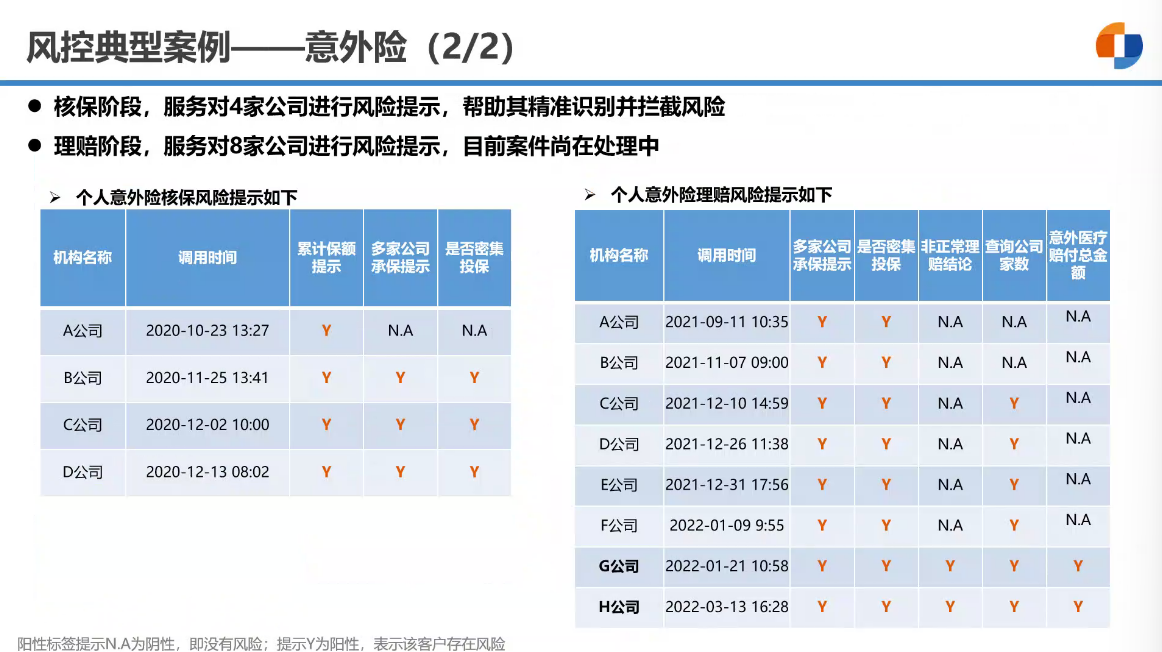 风控典型案例——意外险（2/2）
● 核保阶段，服务对4家公司进行风险提示，帮助其精准识别并拦截风险
● 理赔阶段，服务对8家公司进行风险提示，目前案件尚在处理中
➢ 个人意外险核保风险提示如下
机构名称 调用时间 累计保额提示 多家公司承保提示 是否密集投保
A公司 2020-10-23 13:27 Y N.A N.A
B公司 2020-11-25 13:41 Y Y Y
C公司 2020-12-02 10:00 Y Y Y
D公司 2020-12-13 08:02 Y Y Y
➢ 个人意外险理赔风险提示如下
机构名称 调用时间 多家公司承保提示 是否密集投保 非正常理赔结论 查询公司家数 意外医疗赔付总金额
A公司 2021-09-11 10:35 Y Y N.A N.A N.A
B公司 2021-11-07 09:00 Y Y N.A N.A N.A
C公司 2021-12-10 14:59 Y Y N.A Y N.A
D公司 2021-12-26 11:38 Y Y N.A Y N.A
E公司 2021-12-31 17:56 Y Y N.A Y N.A
F公司 2022-01-09 9:55 Y Y N.A Y N.A
G公司 2022-01-21 10:58 Y Y Y Y Y
H公司 2022-03-13 16:28 Y Y Y Y Y
阳性标签提示N.A为阴性，即没有风险；提示Y为阳性，表示该客户存在风险